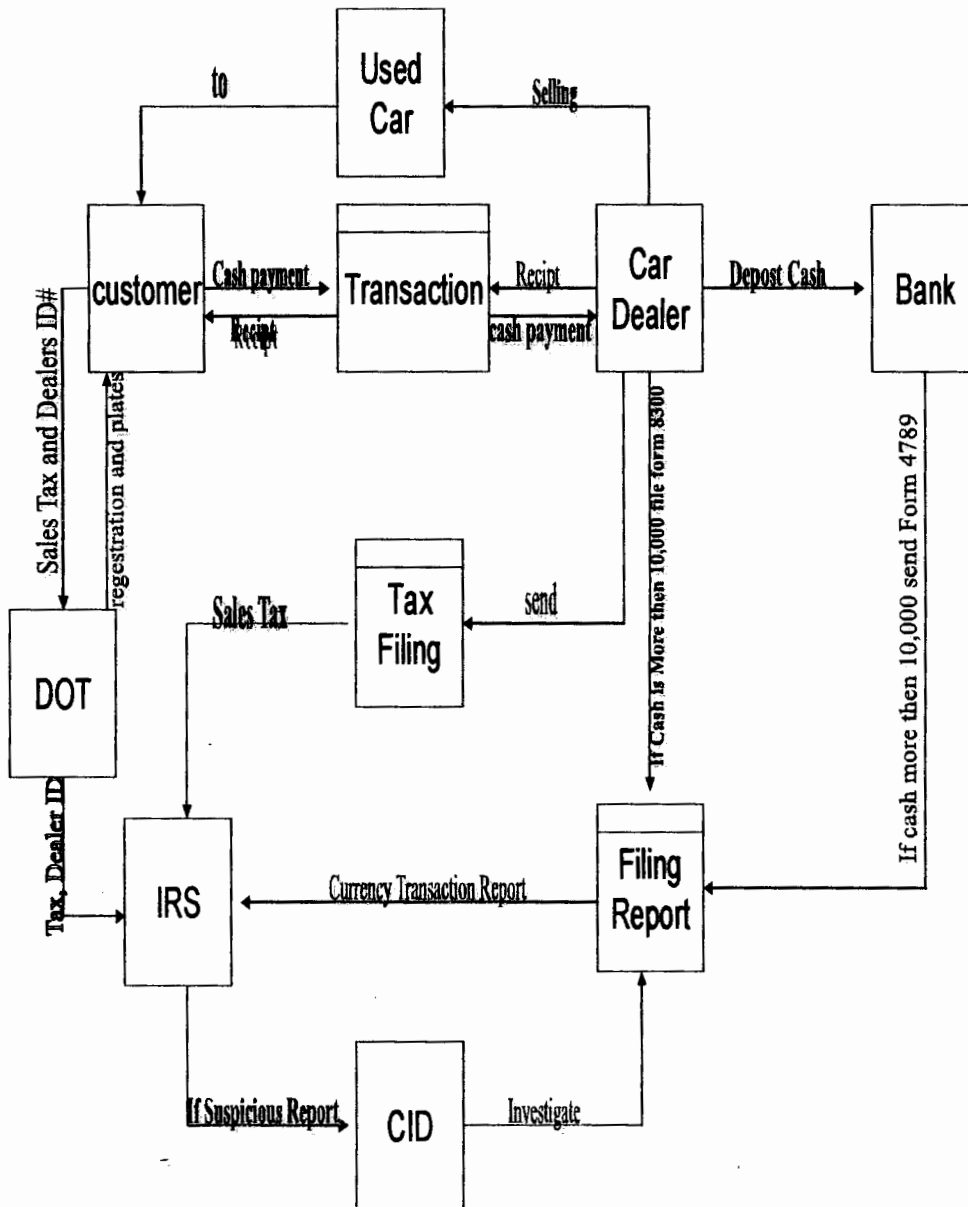 Used
Car
to
Selling
customer
Cash payment
Receipt
Transaction
Recipt
cash payment
Car
Dealer
Depost Cash
Bank
Sales Tax and Dealers ID#
regestration and plates
If Cash is More then 10,000 file form 8300
If cash more then 10,000 send Form 4789
Tax
Filing
send
Sales Tax
DOT
Tax, Dealer ID
IRS
Currency Transaction Report
Filing
Report
If Suspicious Report
CID
Investigate